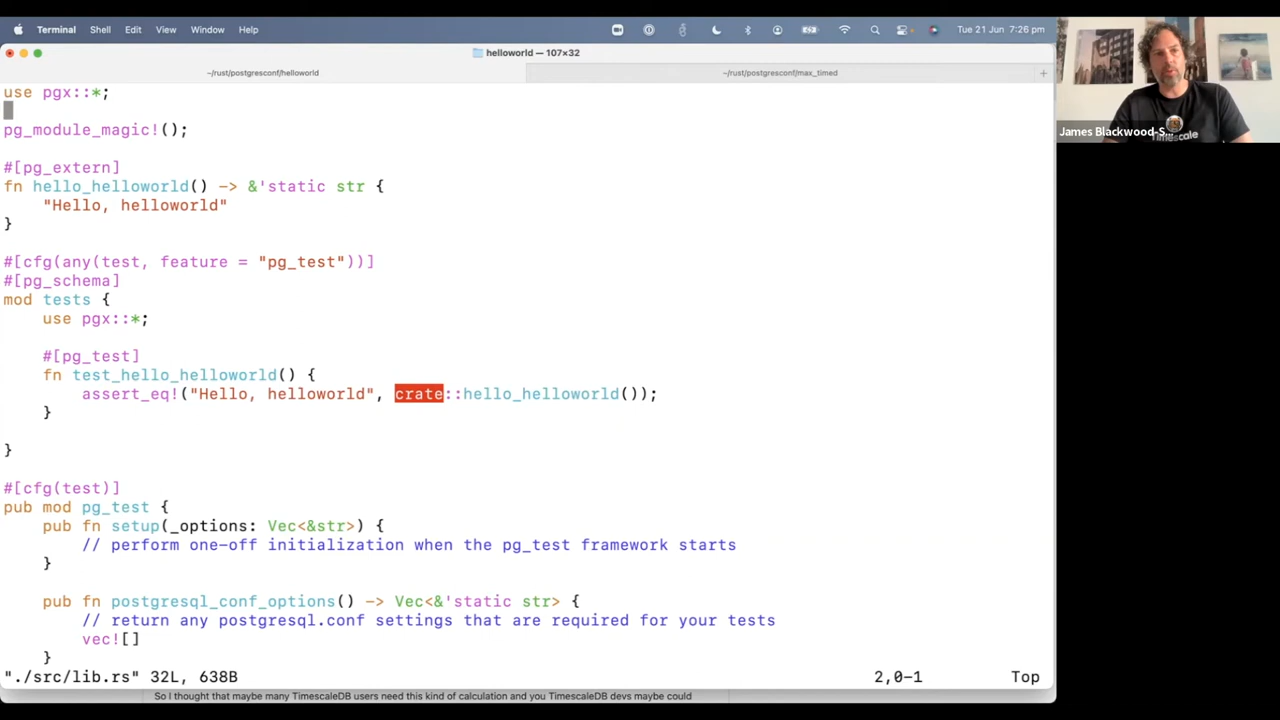 Terminal Shell Edit View Window Help Tue 21 Jun 7:26 pm
helloworld — 107×32
~/rust/postgresconf/helloworld ~/rust/postgresconf/max_timed
use pgx::*;
pg_module_magic!();
#[pg_extern]
fn hello_helloworld() -> &'static str {
"Hello, helloworld"
}
#[cfg(any(test, feature = "pg_test"))]
#[pg_schema]
mod tests {
use pgx::*;
#[pg_test]
fn test_hello_helloworld() {
assert_eq!("Hello, helloworld", crate::hello_helloworld());
}
}
#[cfg(test)]
pub mod pg_test {
pub fn setup(_options: Vec<&str>) {
// perform one-off initialization when the pg_test framework starts
}
pub fn postgresql_conf_options() -> Vec<&'static str> {
// return any postgresql.conf settings that are required for your tests
vec![]
}
"./src/lib.rs" 32L, 638B 2,0-1 Top
So I thought that maybe many TimescaleDB users need this kind of calculation and you TimescaleDB devs maybe could
James Blackwood-S...
Timescale